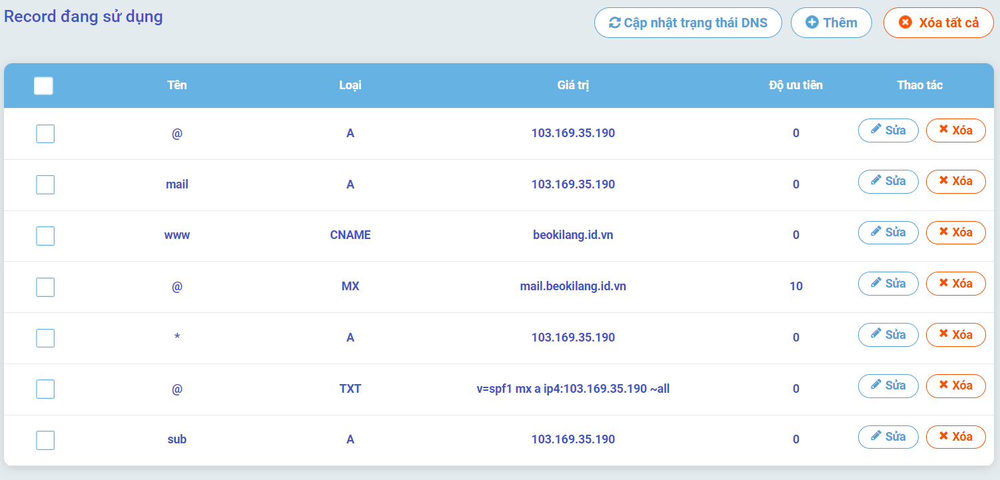 Record đang sử dụng
Cập nhật trạng thái DNS Thêm Xóa tất cả
Tên Loại Giá trị Độ ưu tiên Thao tác
@ A 103.169.35.190 0 Sửa Xóa
mail A 103.169.35.190 0 Sửa Xóa
www CNAME beokilang.id.vn 0 Sửa Xóa
@ MX mail.beokilang.id.vn 10 Sửa Xóa
* A 103.169.35.190 0 Sửa Xóa
@ TXT v=spf1 mx a ip4:103.169.35.190 ~all 0 Sửa Xóa
sub A 103.169.35.190 0 Sửa Xóa